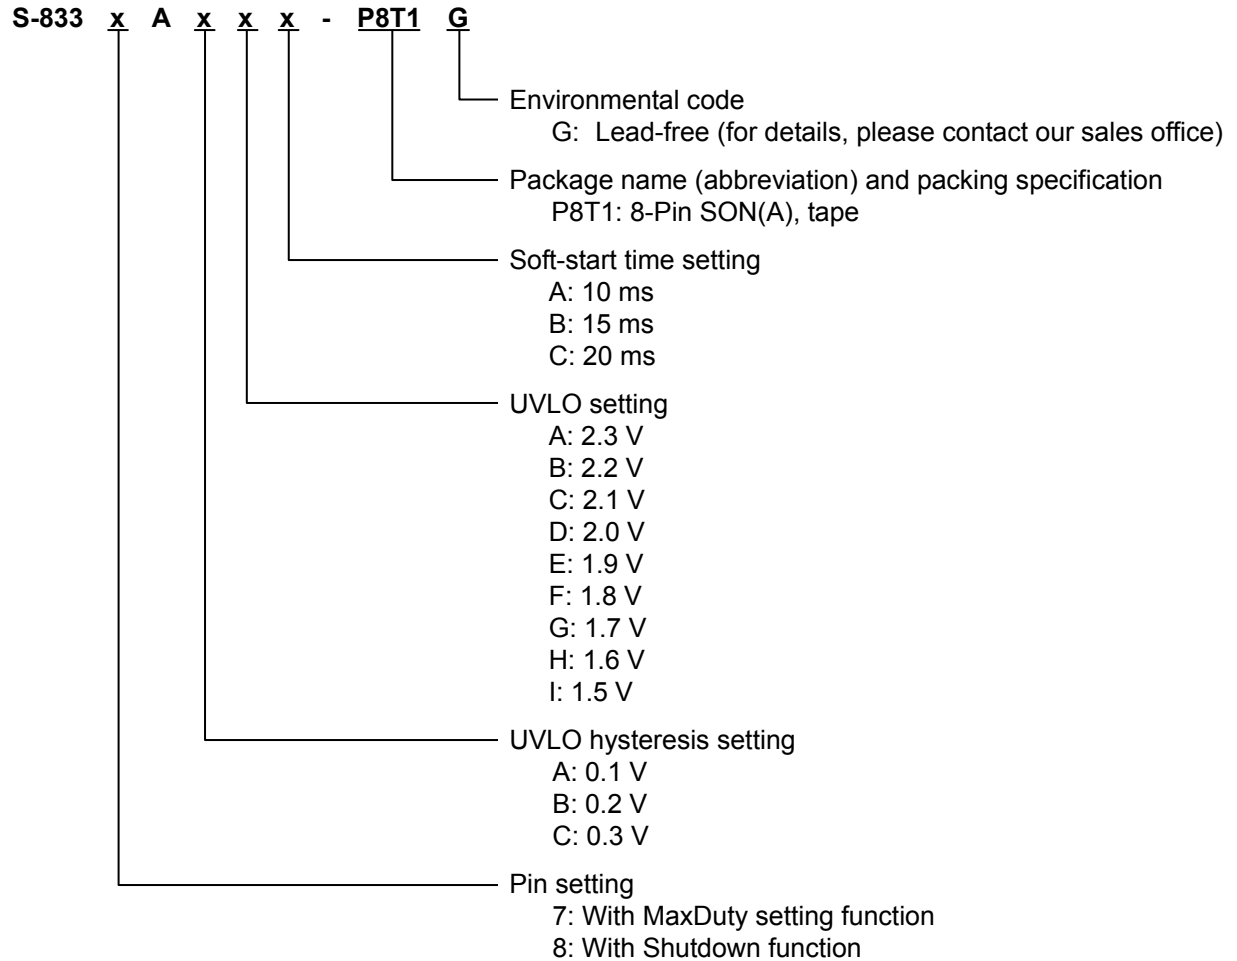 S-833 x A x x x - P8T1 G
Environmental code
G: Lead-free (for details, please contact our sales office)
Package name (abbreviation) and packing specification
P8T1: 8-Pin SON(A), tape
Soft-start time setting
A: 10 ms
B: 15 ms
C: 20 ms
UVLO setting
A: 2.3 V
B: 2.2 V
C: 2.1 V
D: 2.0 V
E: 1.9 V
F: 1.8 V
G: 1.7 V
H: 1.6 V
I: 1.5 V
UVLO hysteresis setting
A: 0.1 V
B: 0.2 V
C: 0.3 V
Pin setting
7: With MaxDuty setting function
8: With Shutdown function